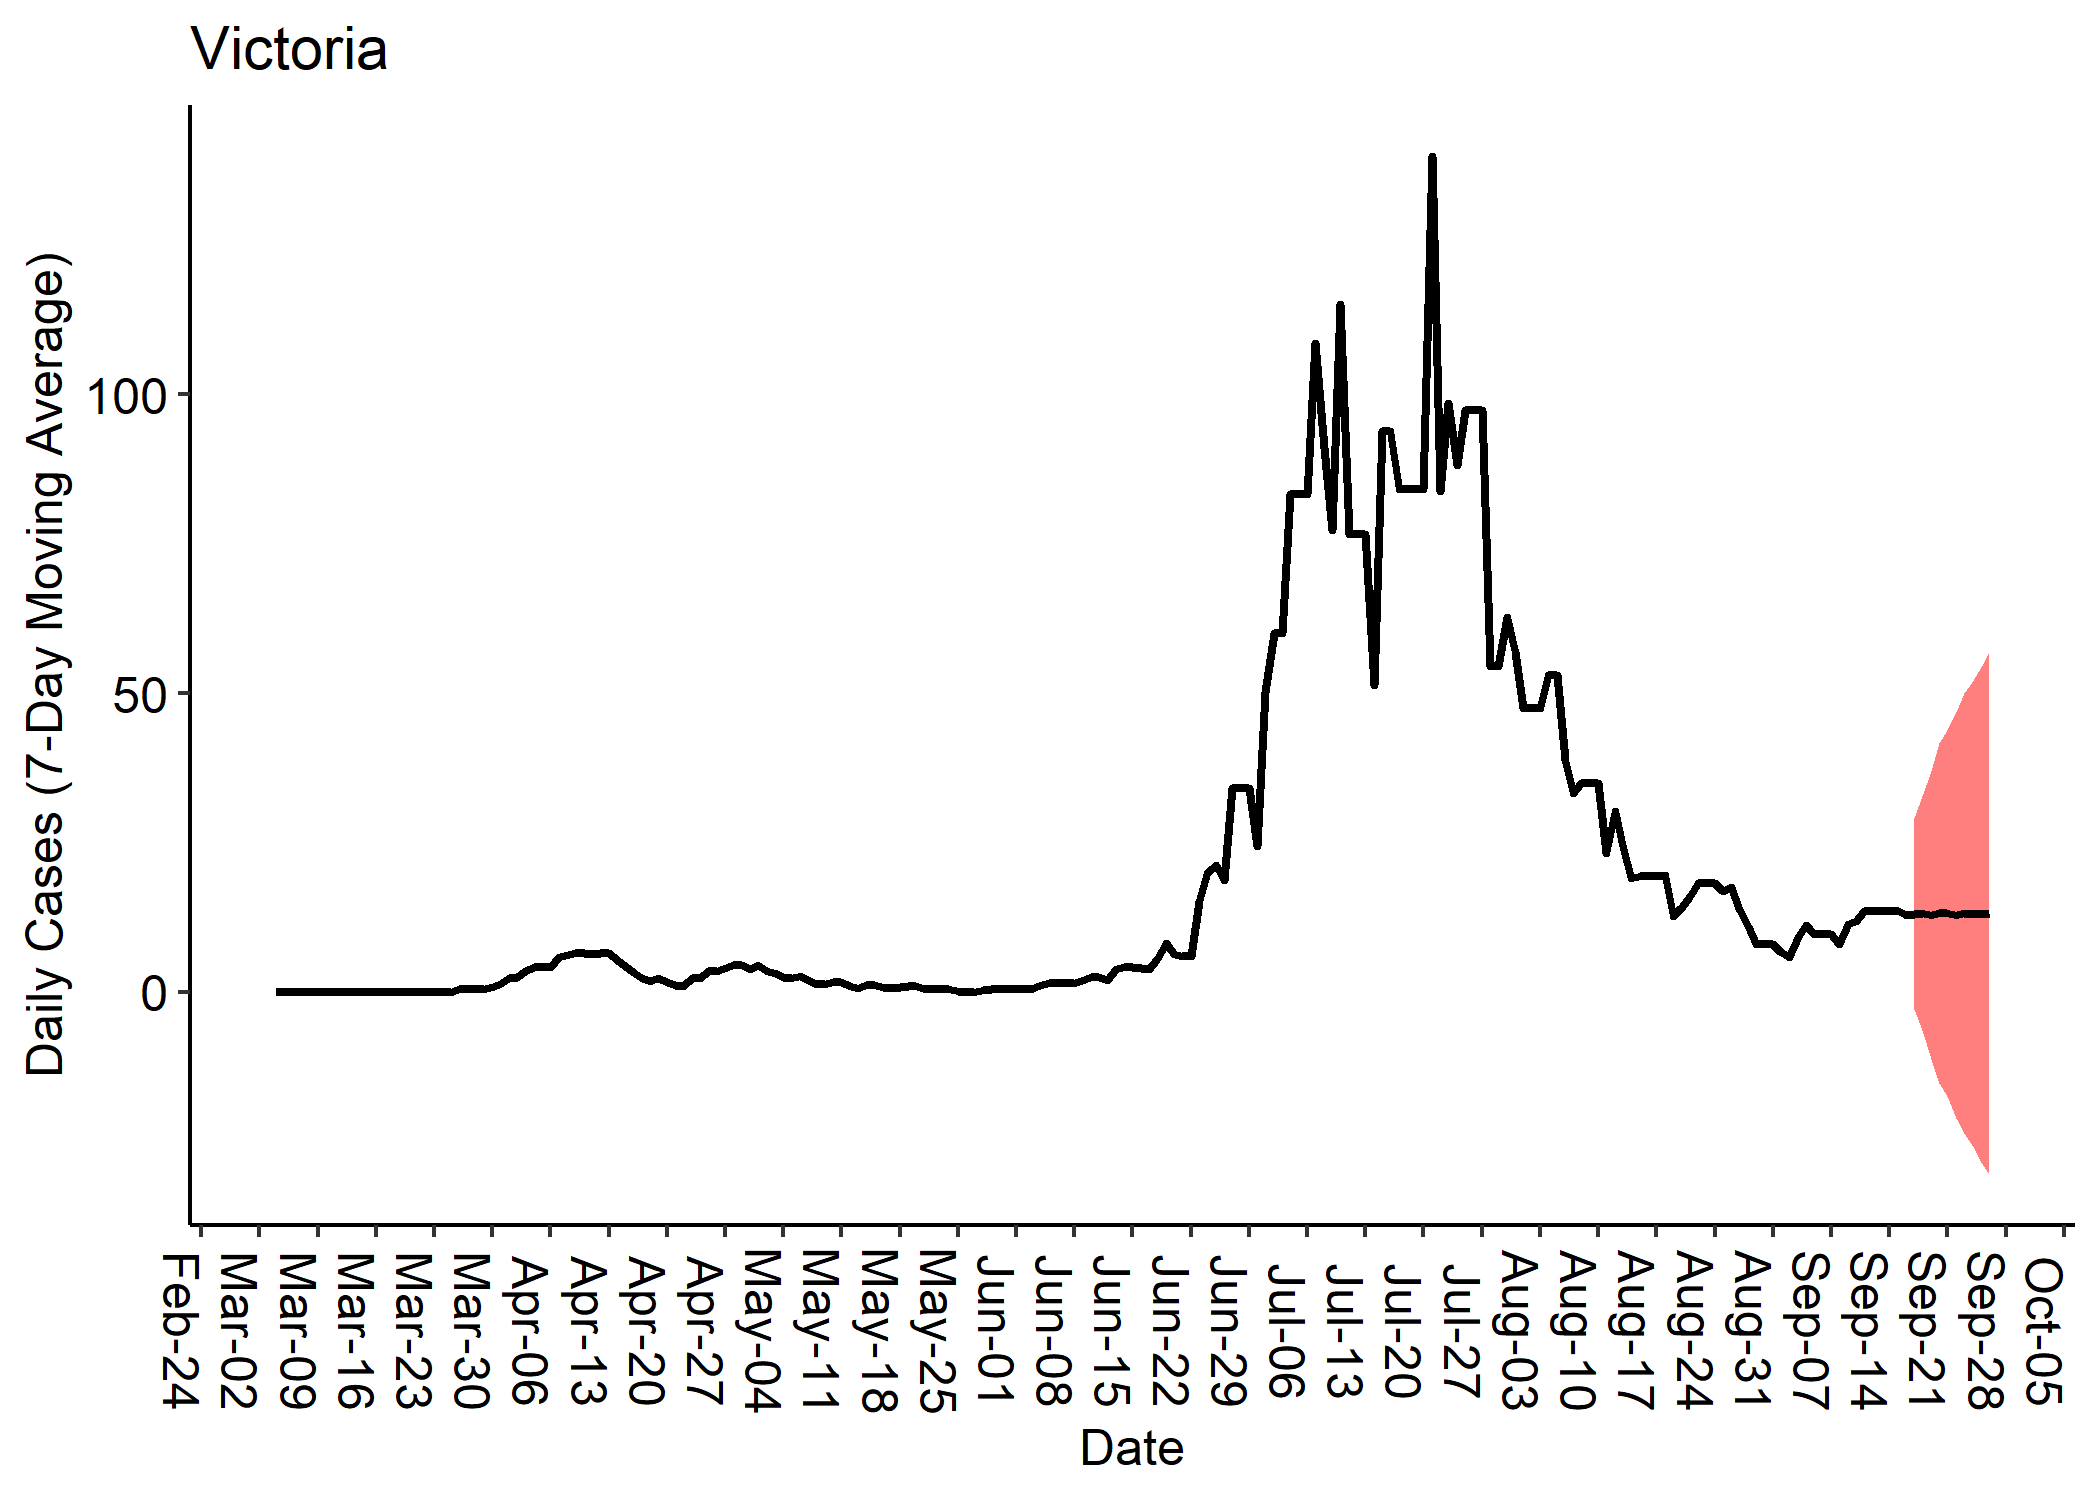 Victoria
Daily Cases (7-Day Moving Average)
100
50
0
Feb-24
Mar-02
Mar-09
Mar-16
Mar-23
Mar-30
Apr-06
Apr-13
Apr-20
Apr-27
May-04
May-11
May-18
May-25
Jun-01
Jun-08
Jun-15
Jun-22
Jun-29
Jul-06
Jul-13
Jul-20
Jul-27
Aug-03
Aug-10
Aug-17
Aug-24
Aug-31
Sep-07
Sep-14
Sep-21
Sep-28
Oct-05
Date